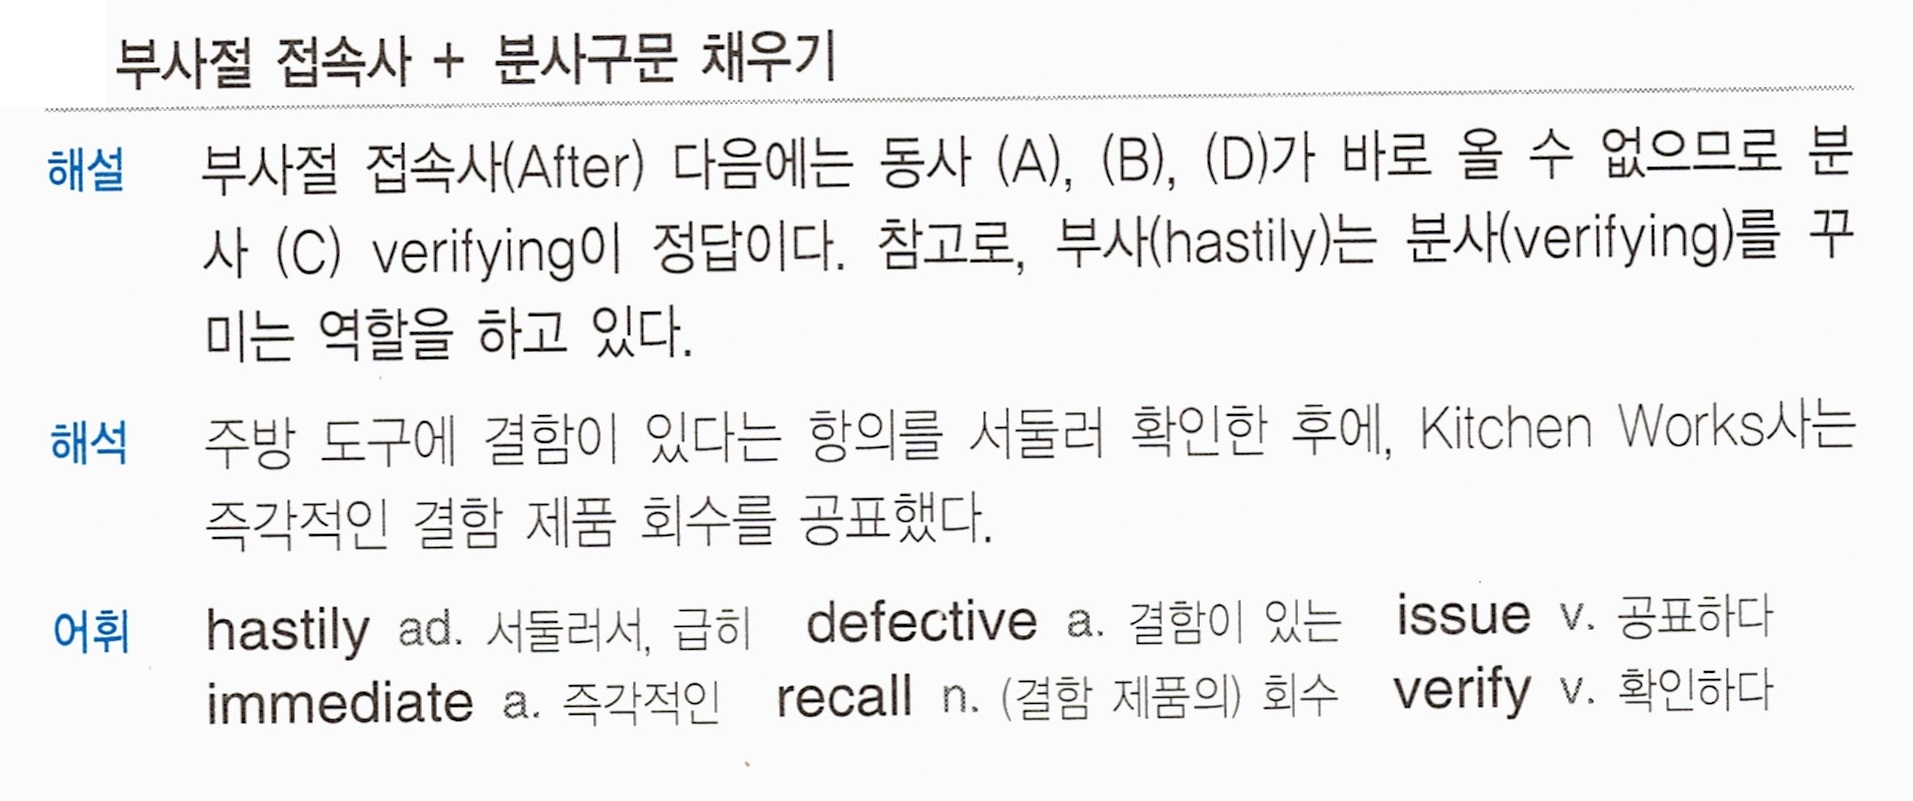 부사절 접속사 + 분사구문 채우기
해설 부사절 접속사(After) 다음에는 동사 (A), (B), (D)가 바로 올 수 없으므로 분
사 (C) verifying이 정답이다. 참고로, 부사(hastily)는 분사(verifying)를 꾸
미는 역할을 하고 있다.
해석 주방 도구에 결함이 있다는 항의를 서둘러 확인한 후에, Kitchen Works사는
즉각적인 결함 제품 회수를 공표했다.
어휘 hastily ad. 서둘러서, 급히 defective a. 결함이 있는 issue v. 공표하다
immediate a. 즉각적인 recall n. (결함 제품의) 회수 verify v. 확인하다